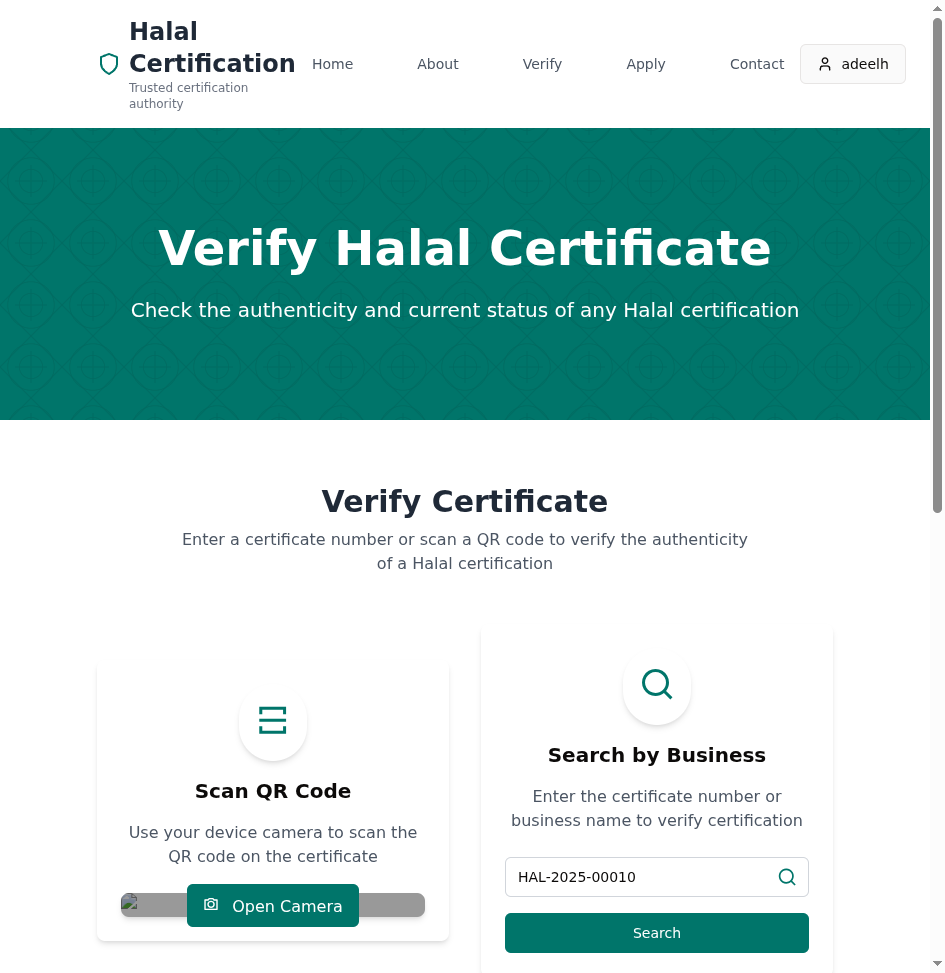 Halal
Certification
Trusted certification
authority
Home
About
Verify
Apply
Contact
adeelh
Verify Halal Certificate
Check the authenticity and current status of any Halal certification
Verify Certificate
Enter a certificate number or scan a QR code to verify the authenticity
of a Halal certification
Scan QR Code
Use your device camera to scan the
QR code on the certificate
Open Camera
Search by Business
Enter the certificate number or
business name to verify certification
HAL-2025-00010
Search